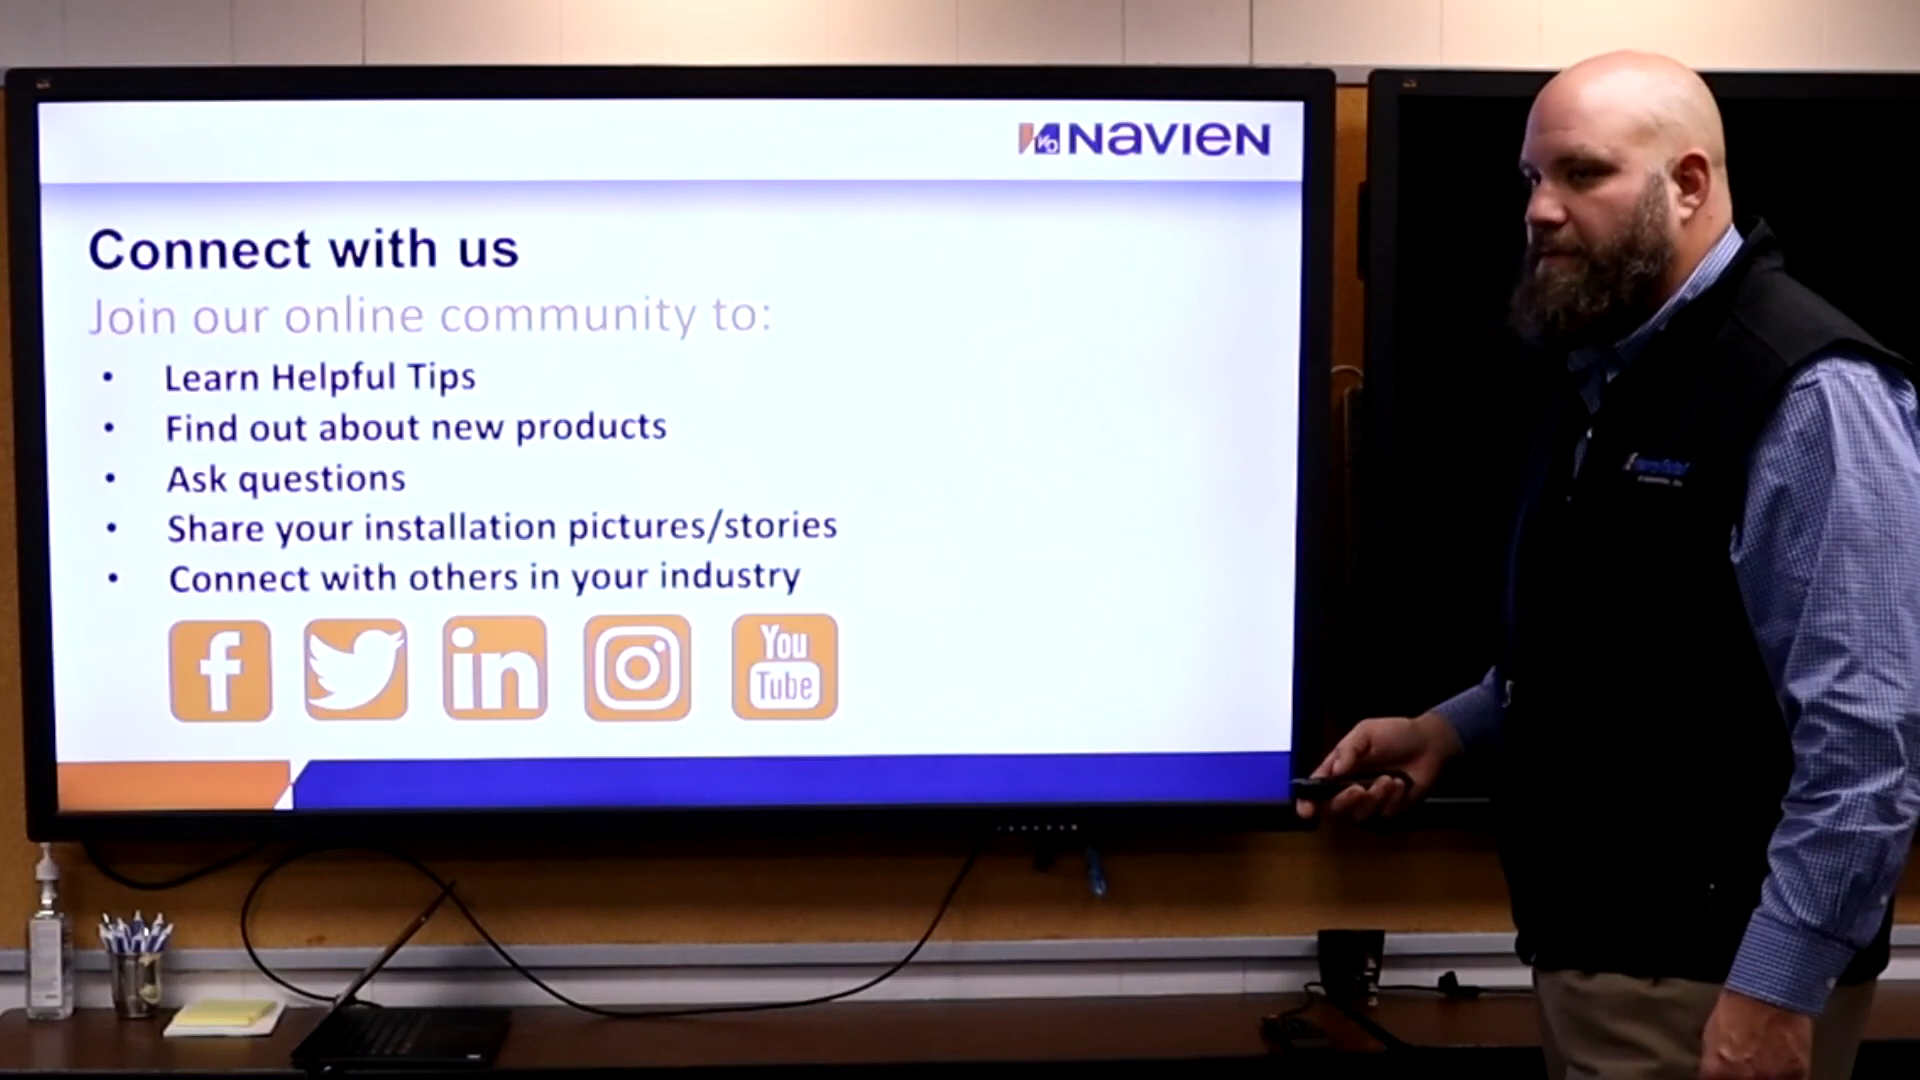 NAVIEN
Connect with us
Join our online community to:
• Learn Helpful Tips
• Find out about new products
• Ask questions
• Share your installation pictures/stories
• Connect with others in your industry
f
in
You
Tube